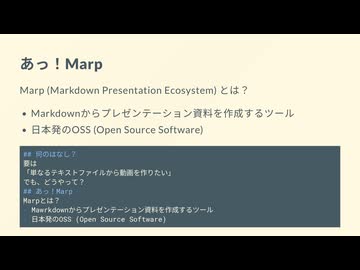 あっ！Marp
Marp (Markdown Presentation Ecosystem) とは？
• Markdownからプレゼンテーション資料を作成するツール
• 日本発のOSS (Open Source Software)
## 何のはなし？
要は
「単なるテキストファイルから動画を作りたい」
でも、どうやって？
## あっ！Marp
Marpとは？
- Mawrkdownからプレゼンテーション資料を作成するツール
- 日本発のOSS (Open Source Software)